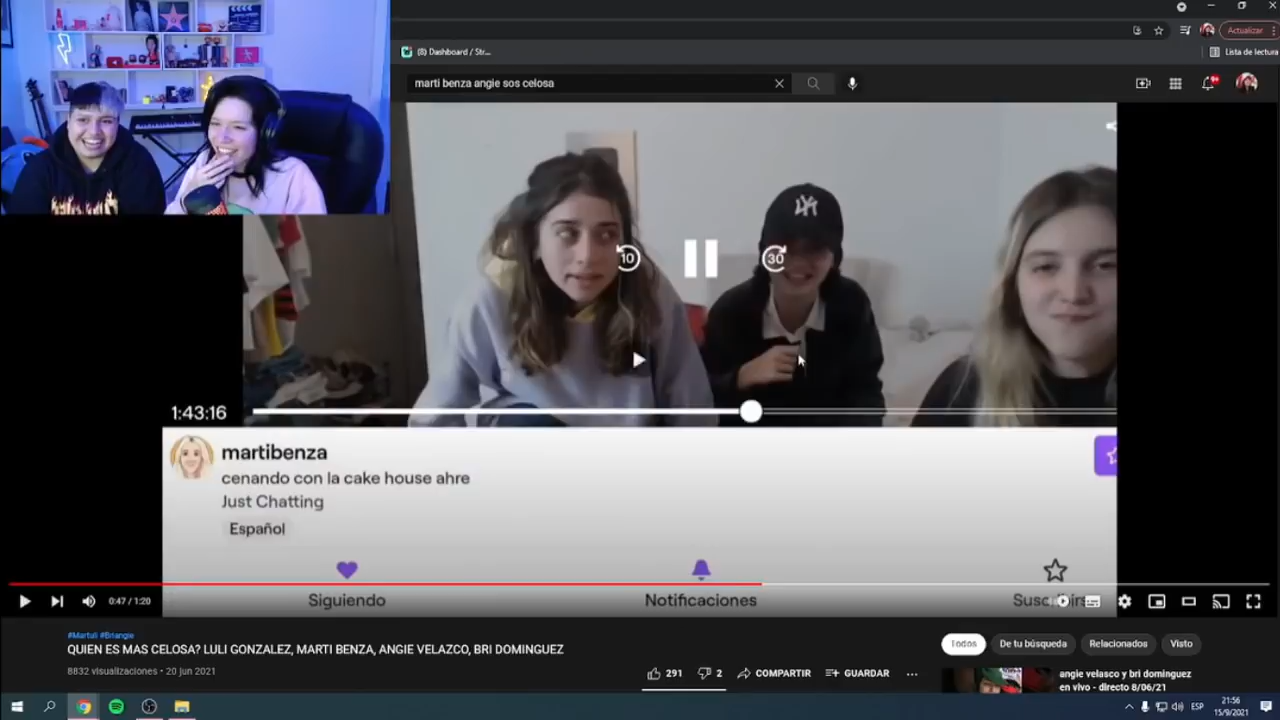 Actualizar
(8) Dashboard / Str...
Lista de lectura
marti benza angie sos celosa
9+
NY
10
30
1:43:16
martibenza
cenando con la cake house ahre
Just Chatting
Español
Siguiendo
Notificaciones
0:47 / 1:20
#Martuli #Briangie
QUIEN ES MAS CELOSA? LULI GONZALEZ, MARTI BENZA, ANGIE VELAZCO, BRI DOMINGUEZ
8832 visualizaciones • 20 jun 2021
291
2
COMPARTIR
GUARDAR
...
Todos
De tu búsqueda
Relacionados
Visto
angie velasco y bri dominguez
en vivo - directo 8/06/21
ESP
21:56
15/9/2021